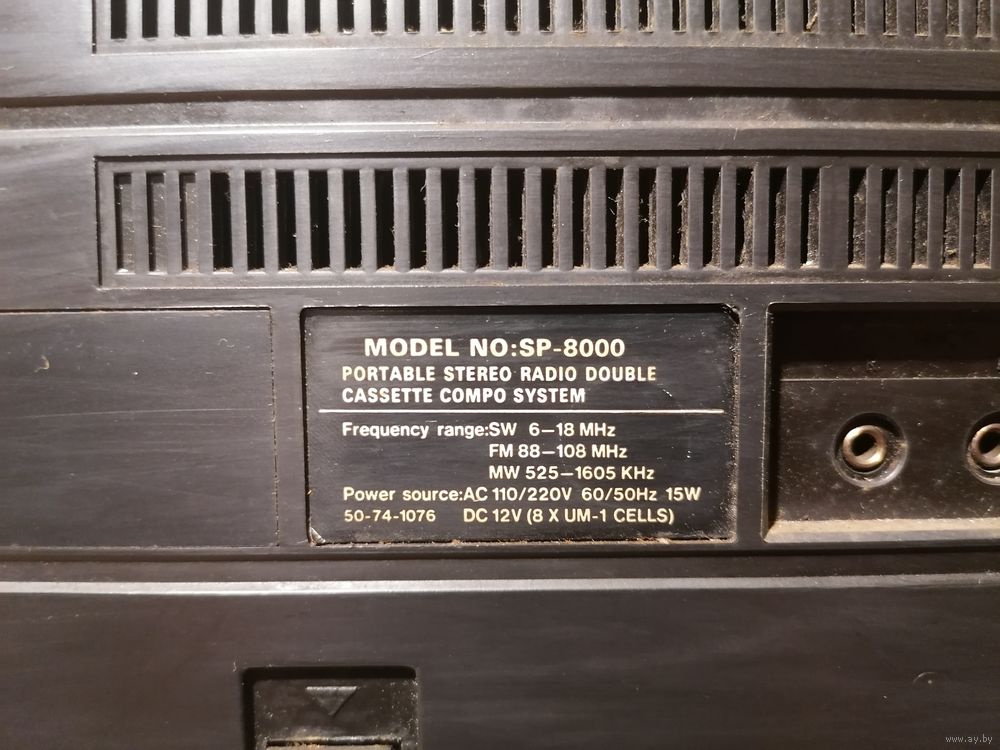 MODEL NO:SP-8000
PORTABLE STEREO RADIO DOUBLE
CASSETTE COMPO SYSTEM
Frequency range:SW 6–18 MHz
FM 88–108 MHz
MW 525–1605 KHz
Power source:AC 110/220V 60/50Hz 15W
50-74-1076 DC 12V (8 X UM-1 CELLS)
www.ay.by